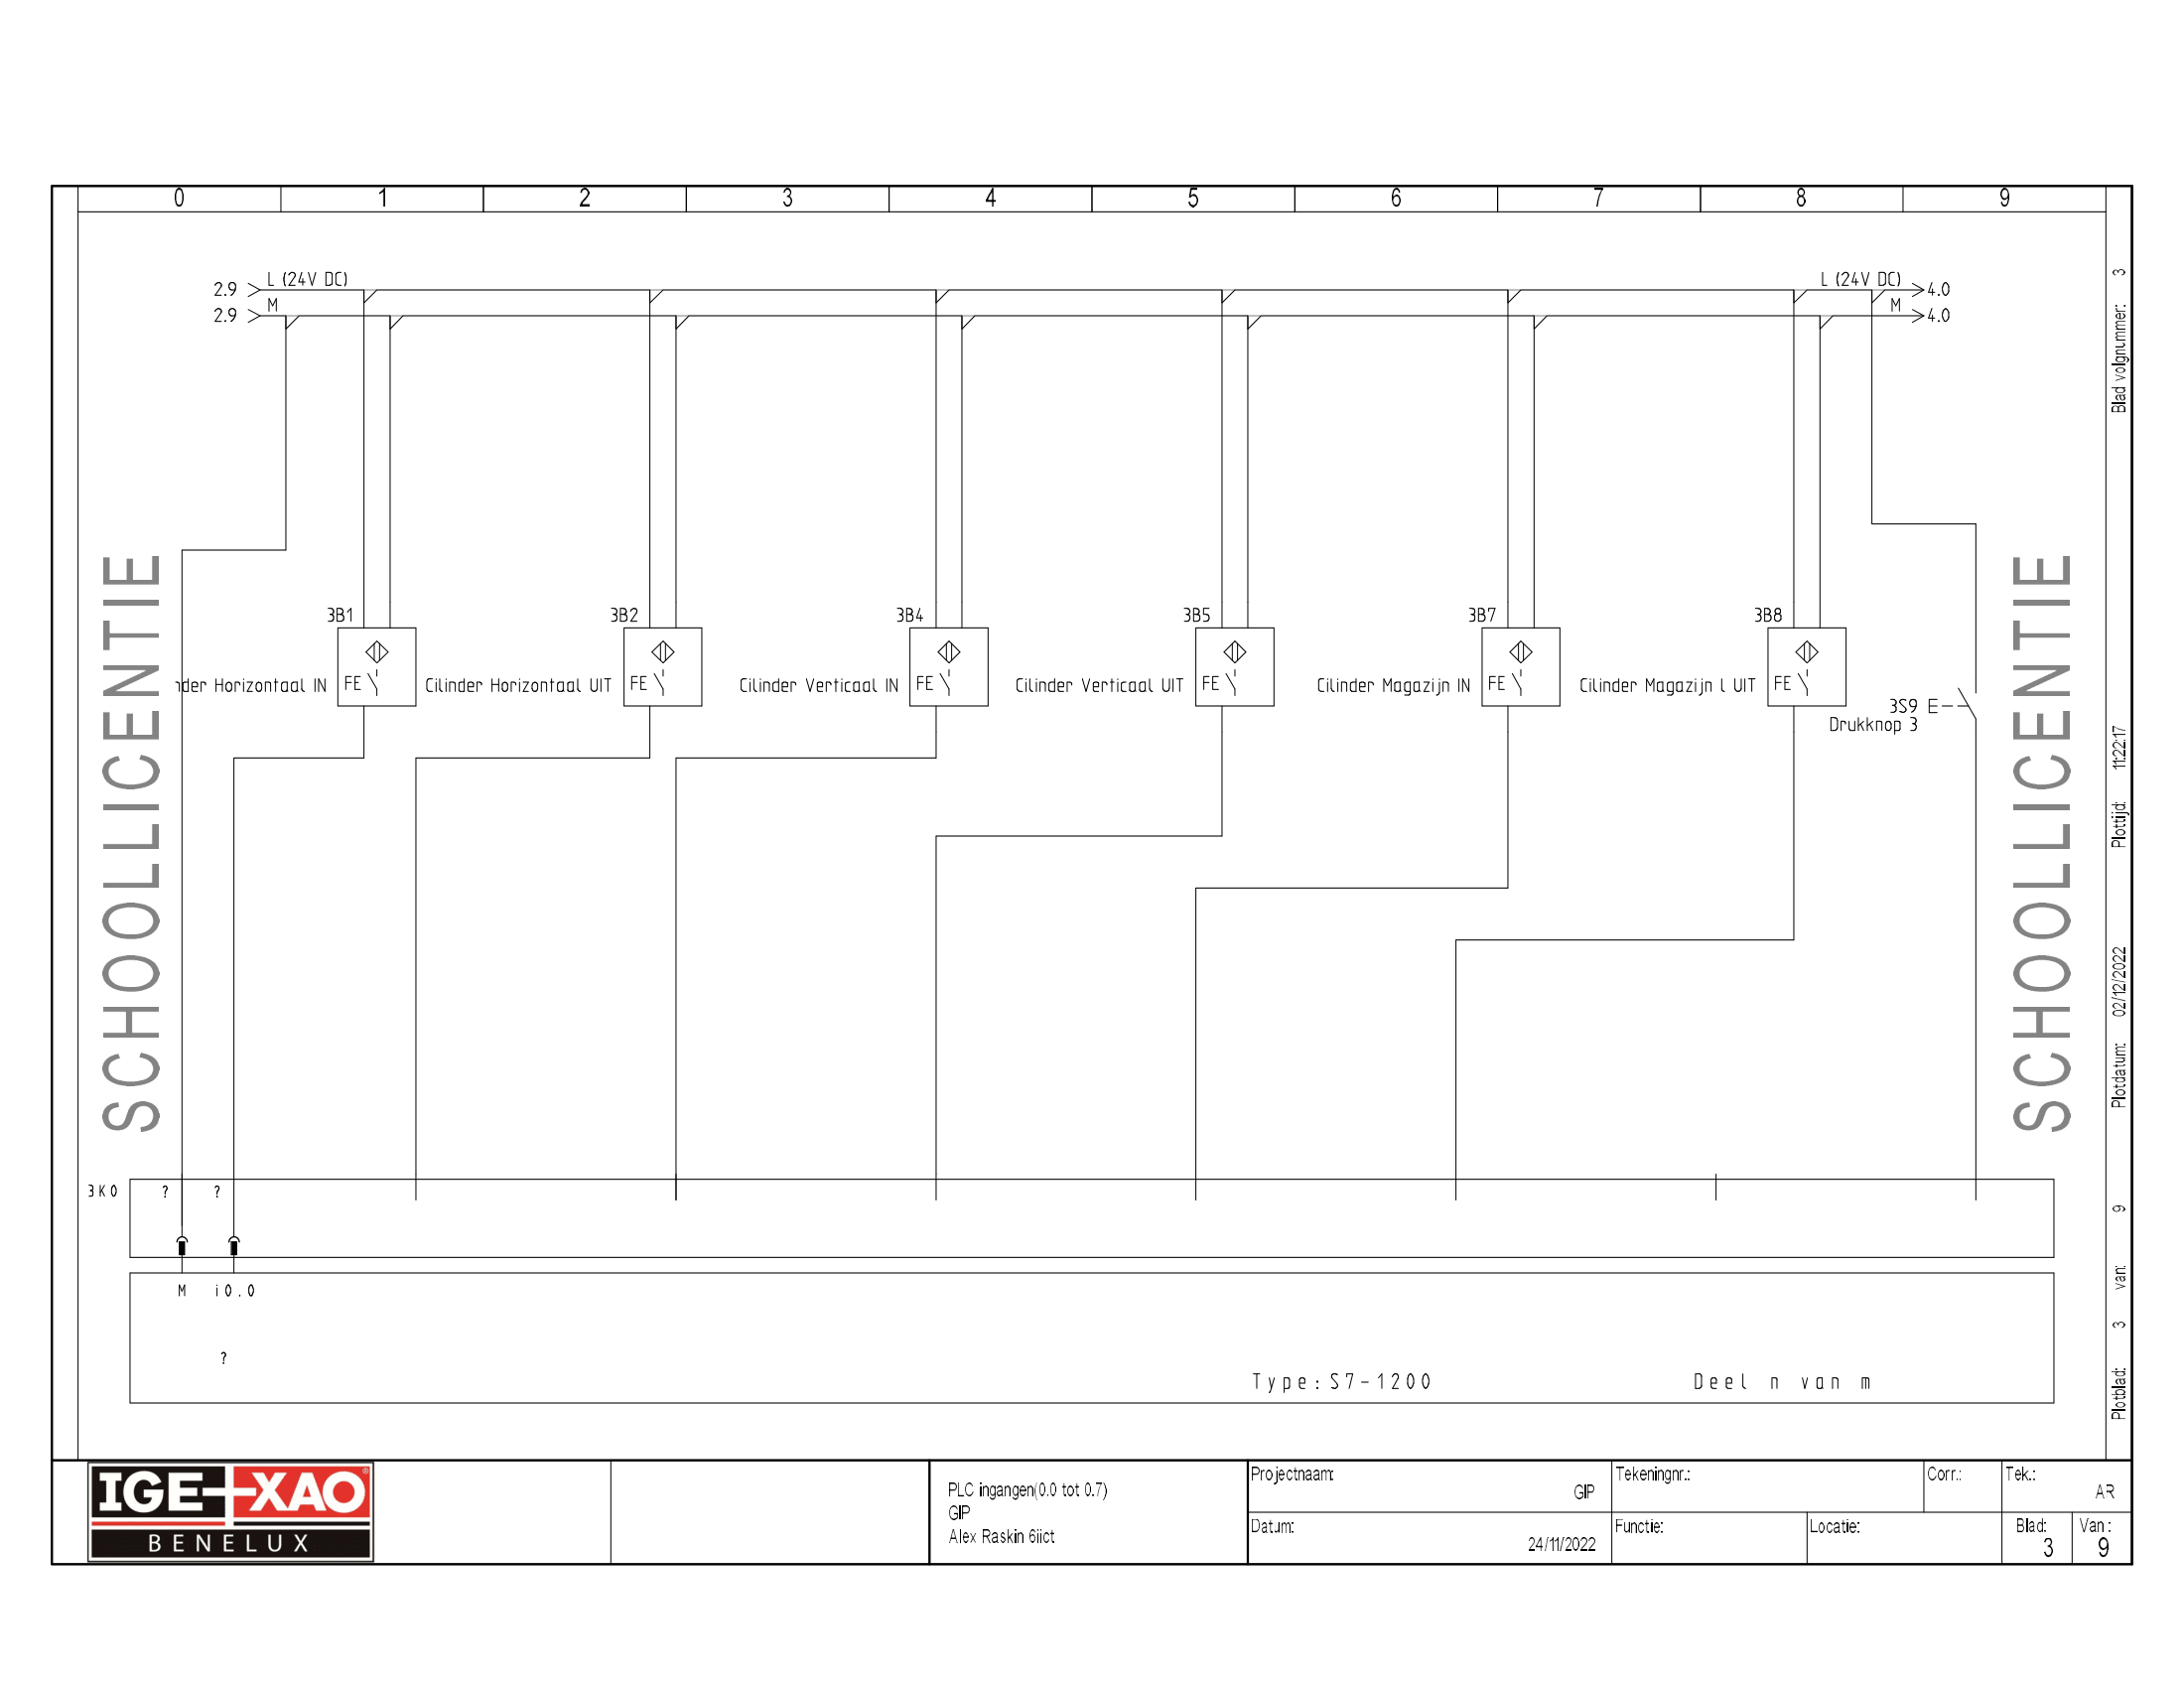 0 1 2 3 4 5 6 7 8 9
L (24V DC)
2.9
M
2.9
L (24V DC)
4.0
M
4.0
3B1
3B2
3B4
3B5
3B7
3B8
nder Horizontaal IN
FE
Cilinder Horizontaal UIT
FE
Cilinder Verticaal IN
FE
Cilinder Verticaal UIT
FE
Cilinder Magazijn IN
FE
Cilinder Magazijn l UIT
FE
3S9 E
Drukknop 3
SCHOOLLICENTIE
SCHOOLLICENTIE
3K0
? ?
M i0.0
?
Type:S7-1200
Deel n van m
Blad volgnummer: 3
Plottijd: 11:22:17
Plotdatum: 02/12/2022
Plotblad: 3 van: 9
IGE+XAO®
BENELUX
PLC ingangen(0.0 tot 0.7)
GIP
Alex Raskin 6iict
Projectnaam:
GIP
Datum:
24/11/2022
Tekeningnr.:
Corr.:
Tek.:
AR
Functie:
Locatie:
Blad:
3
Van:
9